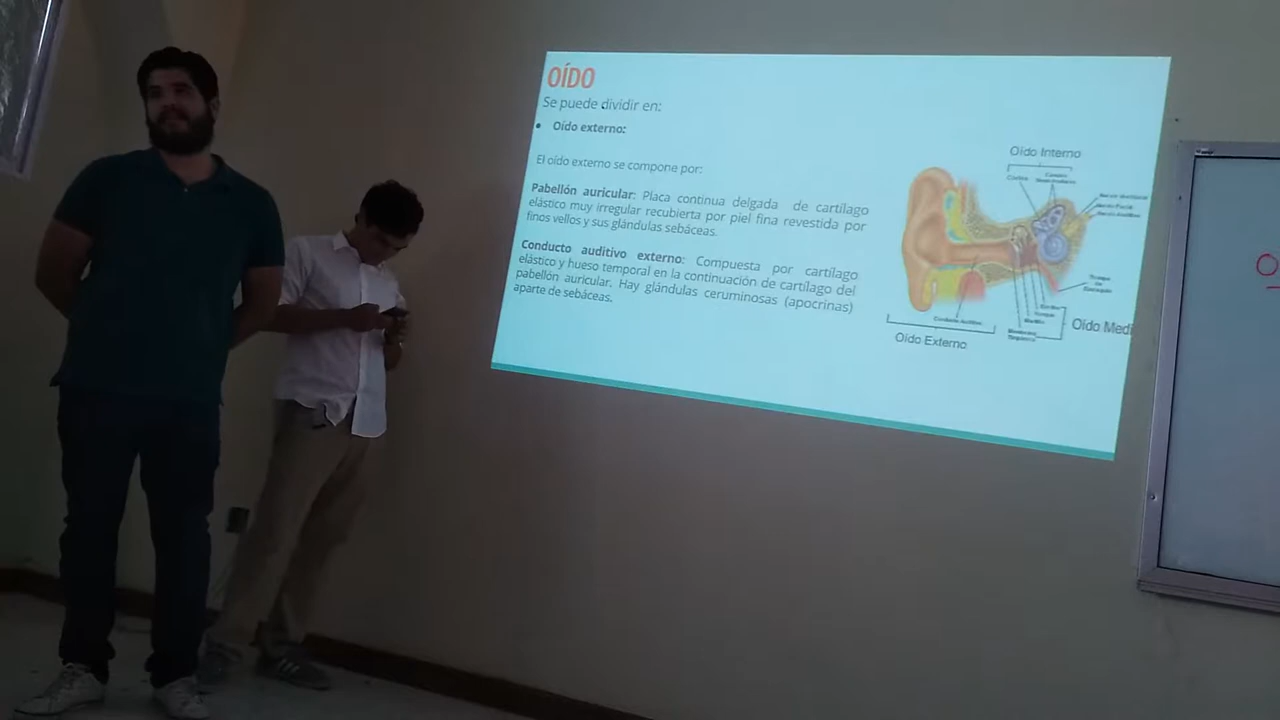 OÍDO
Se puede dividir en:
• Oído externo:
El oído externo se compone por:
Pabellón auricular: Placa continua delgada de cartílago
elástico muy irregular recubierta por piel fina revestida por
finos vellos y sus glándulas sebáceas.
Conducto auditivo externo: Compuesta por cartílago
elástico y hueso temporal en la continuación de cartílago del
pabellón auricular. Hay glándulas ceruminosas (apocrinas)
aparte de sebáceas.
Oído Interno
Oído Medi
Conducto Auditivo
Oído Externo